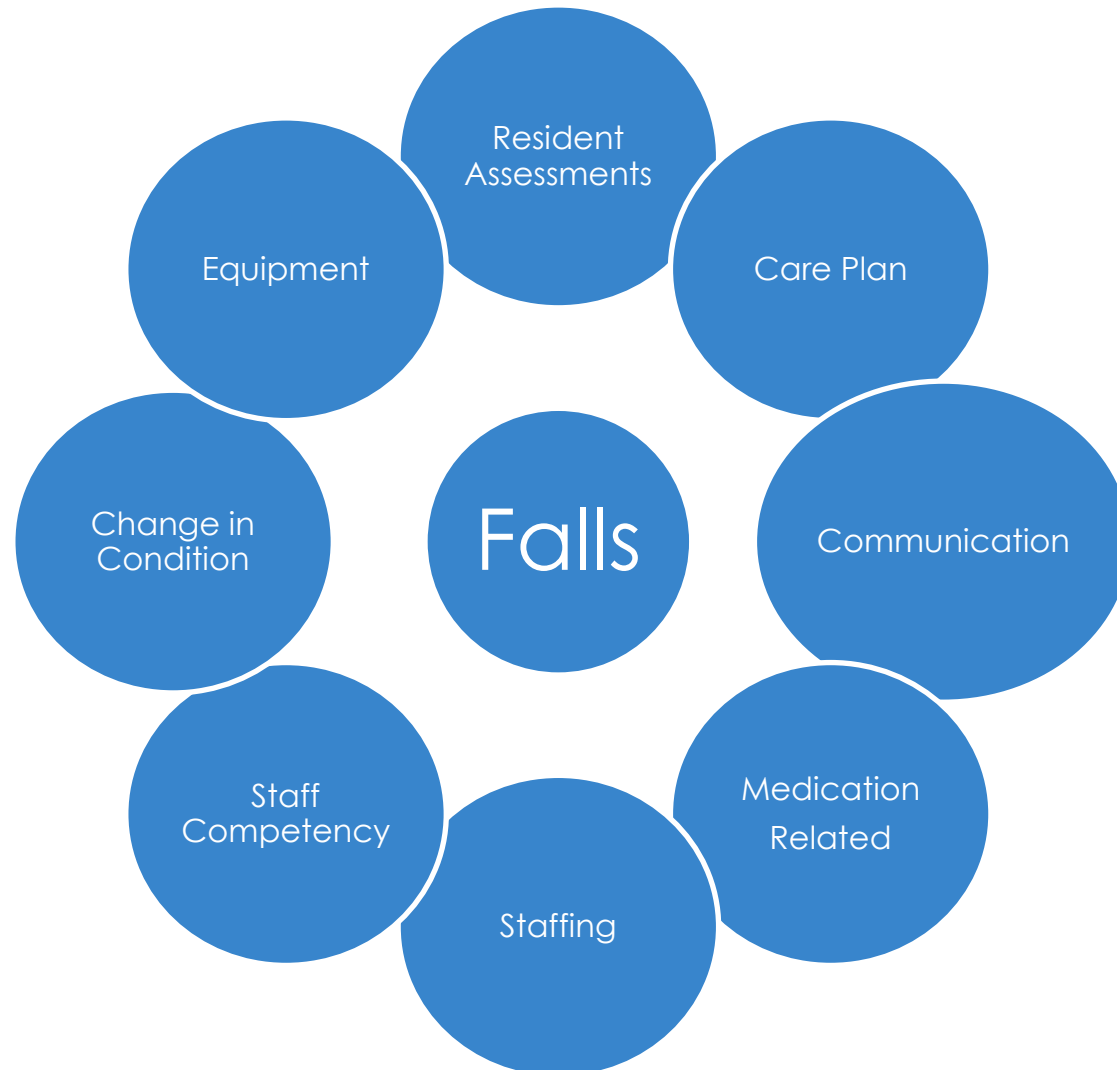 Resident
Assessments
Equipment
Care Plan
Change in
Condition
Falls
Communication
Staff
Competency
Medication
Related
Staffing